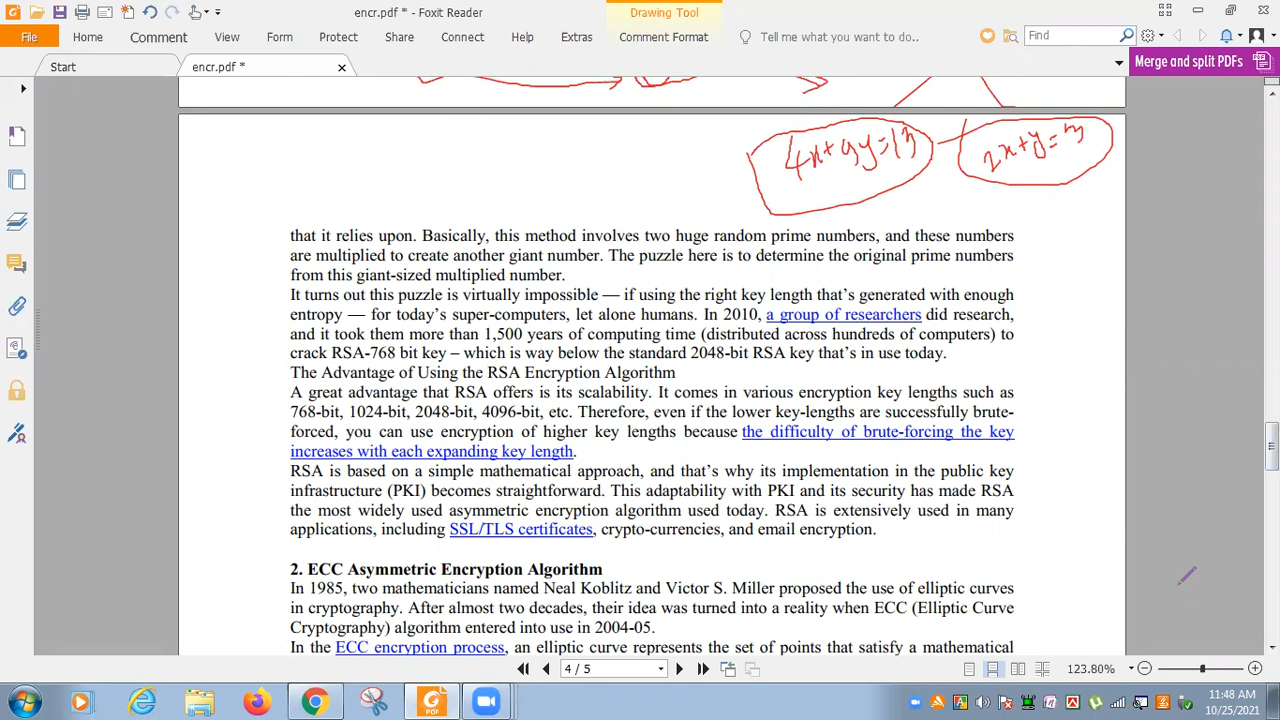 encr.pdf * - Foxit Reader
Drawing Tool
File Home Comment View Form Protect Share Connect Help Extras Comment Format Tell me what you want to do.. Find
Start encr.pdf * Merge and split PDFs
2x+y=3
that it relies upon. Basically, this method involves two huge random prime numbers, and these numbers
are multiplied to create another giant number. The puzzle here is to determine the original prime numbers
from this giant-sized multiplied number.
It turns out this puzzle is virtually impossible — if using the right key length that's generated with enough
entropy — for today's super-computers, let alone humans. In 2010, a group of researchers did research,
and it took them more than 1,500 years of computing time (distributed across hundreds of computers) to
crack RSA-768 bit key – which is way below the standard 2048-bit RSA key that's in use today.
The Advantage of Using the RSA Encryption Algorithm
A great advantage that RSA offers is its scalability. It comes in various encryption key lengths such as
768-bit, 1024-bit, 2048-bit, 4096-bit, etc. Therefore, even if the lower key-lengths are successfully brute-
forced, you can use encryption of higher key lengths because the difficulty of brute-forcing the key
increases with each expanding key length.
RSA is based on a simple mathematical approach, and that's why its implementation in the public key
infrastructure (PKI) becomes straightforward. This adaptability with PKI and its security has made RSA
the most widely used asymmetric encryption algorithm used today. RSA is extensively used in many
applications, including SSL/TLS certificates, crypto-currencies, and email encryption.
2. ECC Asymmetric Encryption Algorithm
In 1985, two mathematicians named Neal Koblitz and Victor S. Miller proposed the use of elliptic curves
in cryptography. After almost two decades, their idea was turned into a reality when ECC (Elliptic Curve
Cryptography) algorithm entered into use in 2004-05.
In the ECC encryption process, an elliptic curve represents the set of points that satisfy a mathematical
4 / 5 123.80%
11:48 AM
10/25/2021